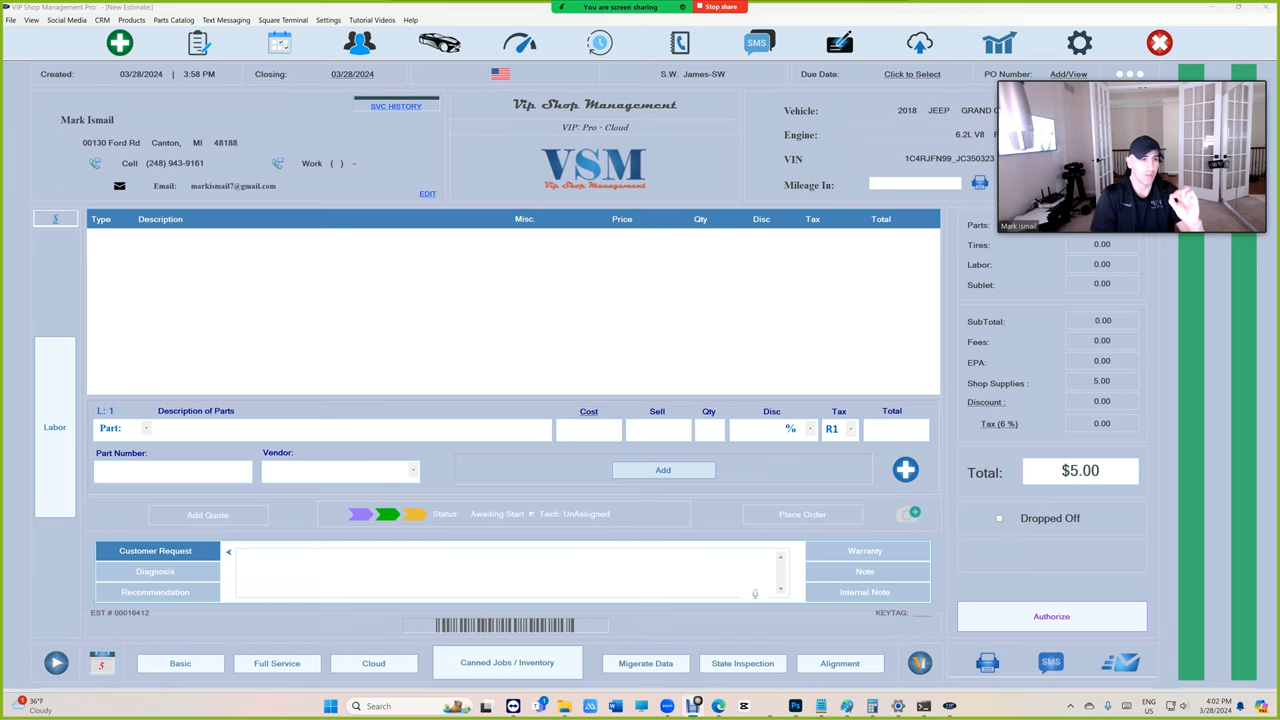 VIP Shop Management Pro: - [New Estimate]
You are screen sharing
Stop share
File View Social Media CRM Products Parts Catalog Text Messaging Square Terminal Settings Tutorial Videos Help
SMS
Created: 03/28/2024 | 3:58 PM Closing: 03/28/2024 S.W. James-SW Due Date: Click to Select PO Number: Add/View
SVC HISTORY
Mark Ismail
00130 Ford Rd Canton, MI 48188
Cell (248) 943-9161 Work ( ) -
Email: markismail7@gmail.com
EDIT
Vip Shop Management
VIP: Pro - Cloud
VSM
Vip Shop Management
Vehicle: 2018 JEEP GRAND C
Engine: 6.2L V8
VIN 1C4RJFN99_JC350323
Mileage In:
Mark Ismail
$ Type Description Misc. Price Qty Disc Tax Total
Parts:
Tires: 0.00
Labor: 0.00
Sublet: 0.00
SubTotal: 0.00
Fees: 0.00
EPA: 0.00
Shop Supplies : 5.00
Discount : 0.00
Tax (6 %) 0.00
Total: $5.00
Dropped Off
Authorize
Labor
L: 1 Description of Parts Cost Sell Qty Disc Tax Total
Part: % R1
Part Number: Vendor:
Add
Add Quote Status: Awaiting Start Tech: UnAssigned Place Order
Customer Request Warranty
Diagnosis Note
Recommendation Internal Note
EST # 00016412 KEYTAG:
5 Basic Full Service Cloud Canned Jobs / Inventory Migerate Data State Inspection Alignment SMS
1 36°F
Cloudy
Search
ENG
US
4:02 PM
3/28/2024